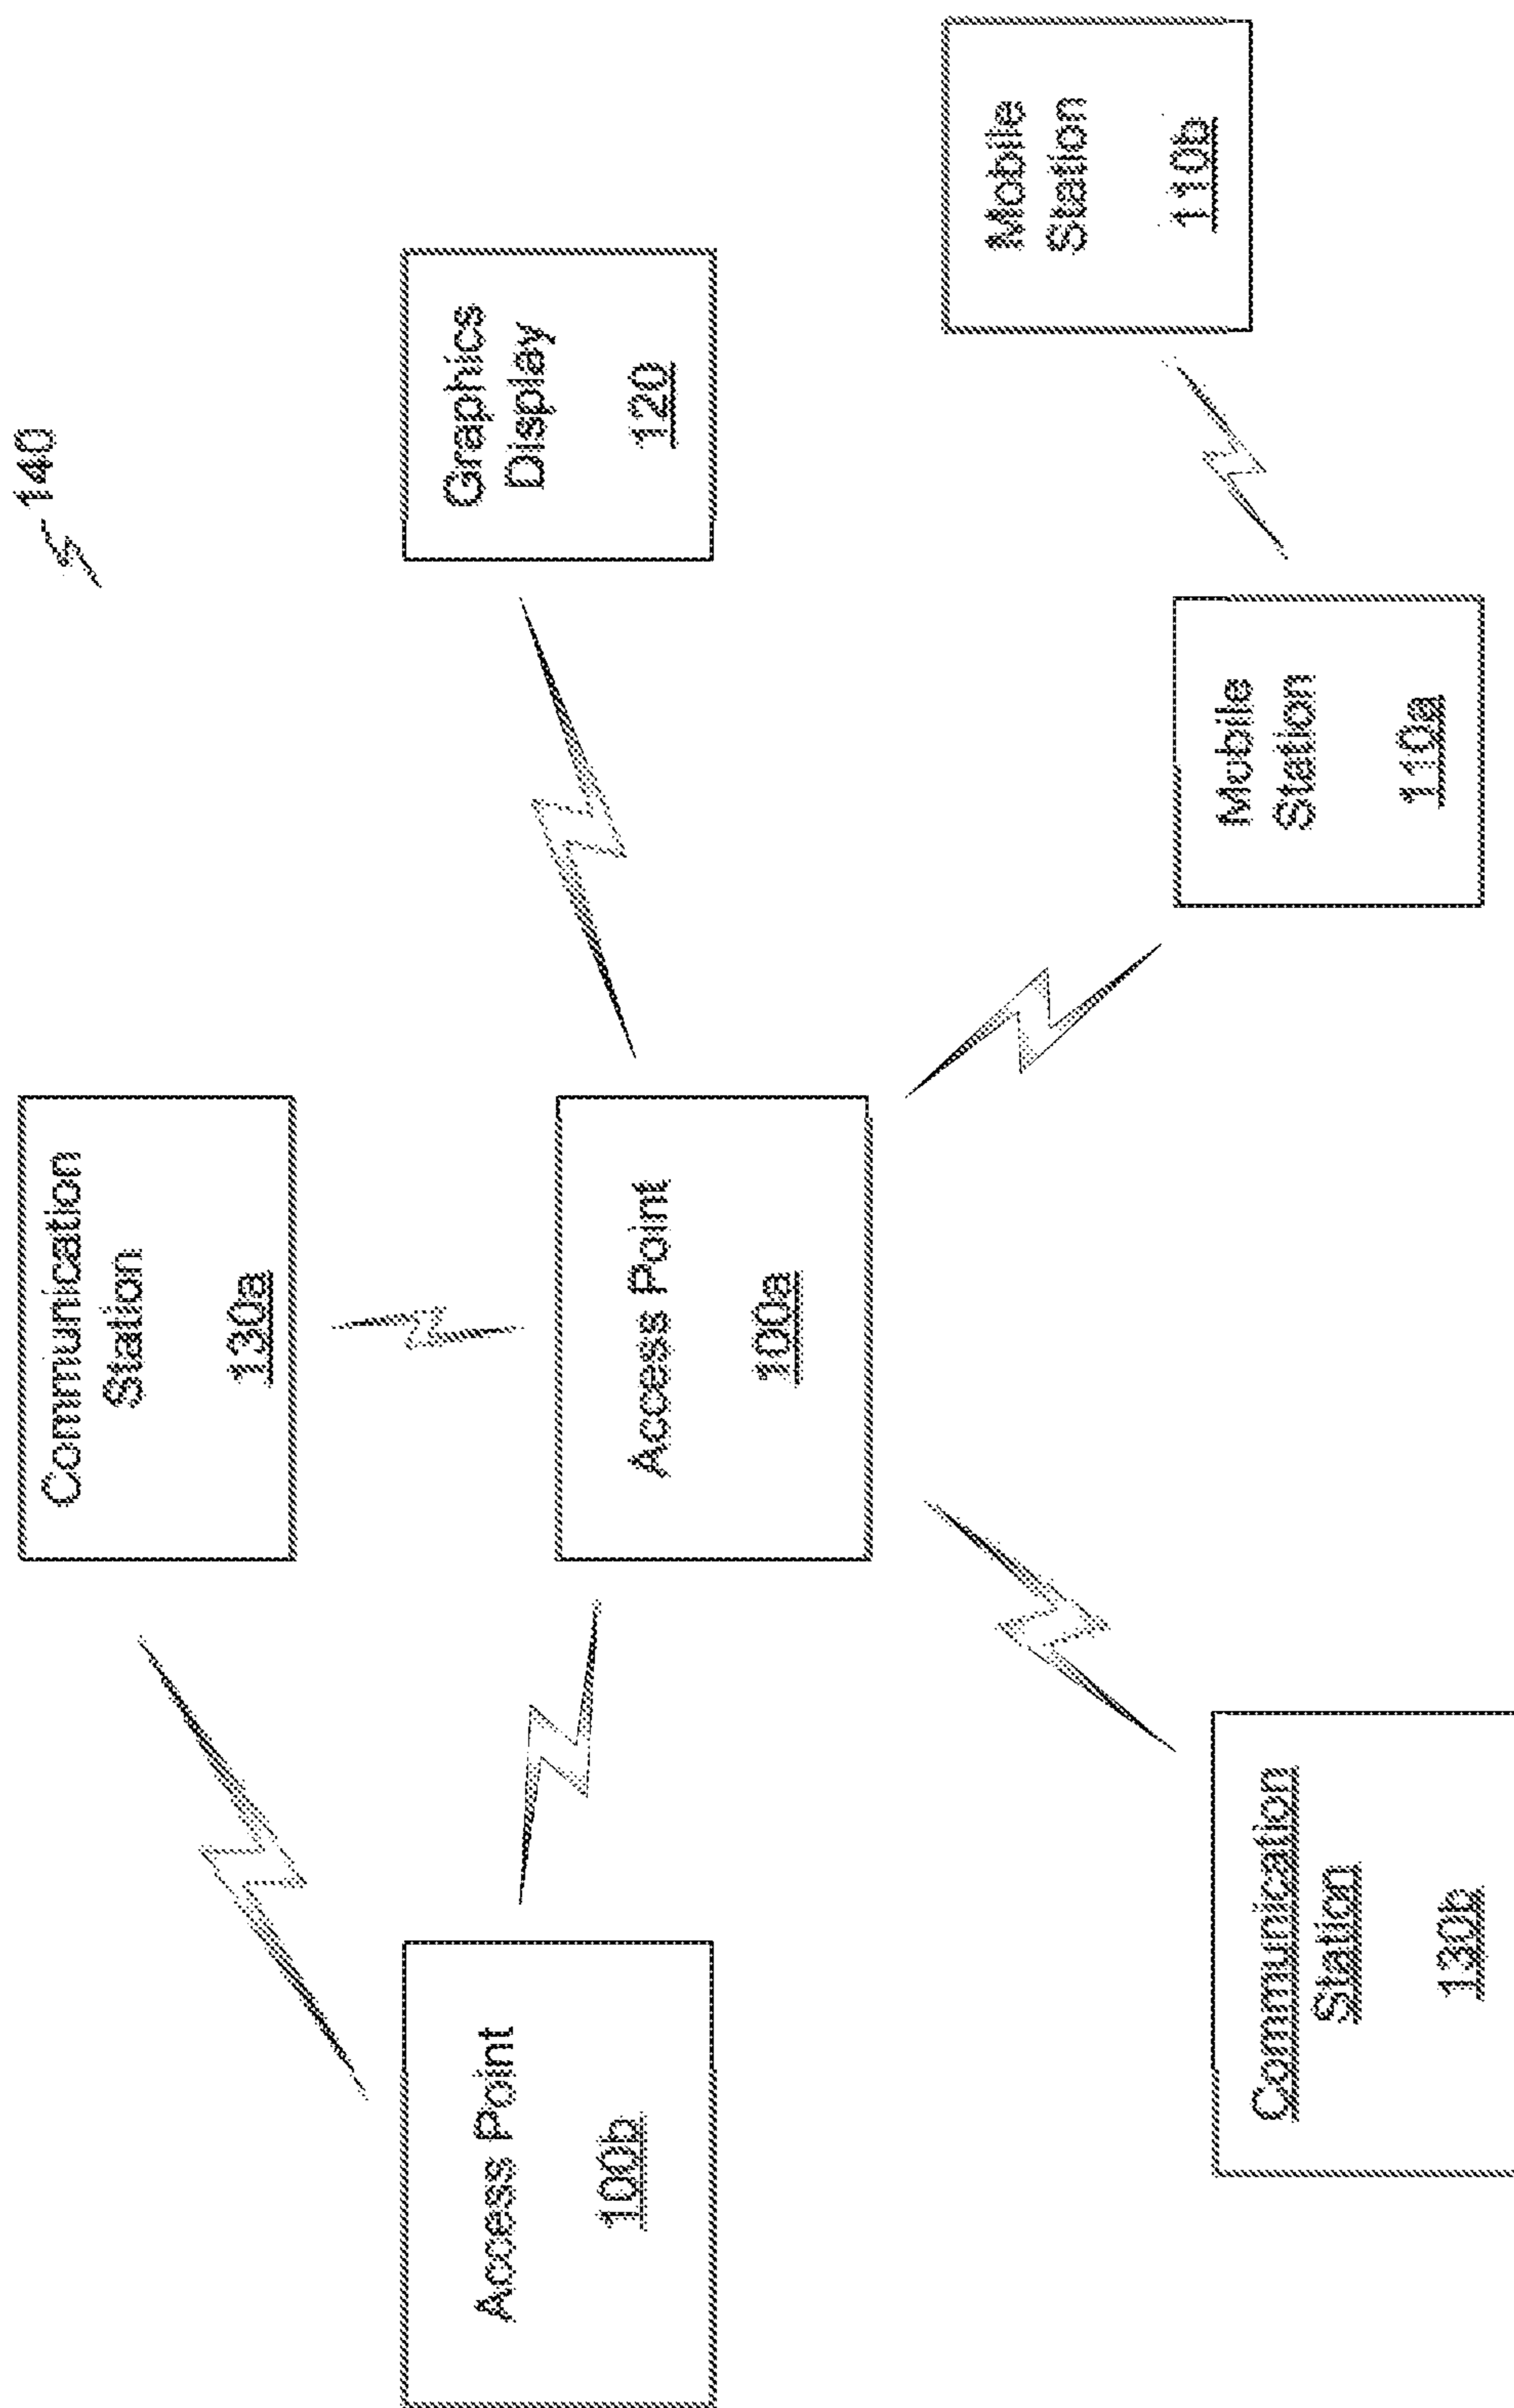 140
Communication
Station
130a
Access Point
100b
Graphics
Display
120
Access Point
100a
Mobile
Station
110b
Communication
Station
130b
Mobile
Station
110a